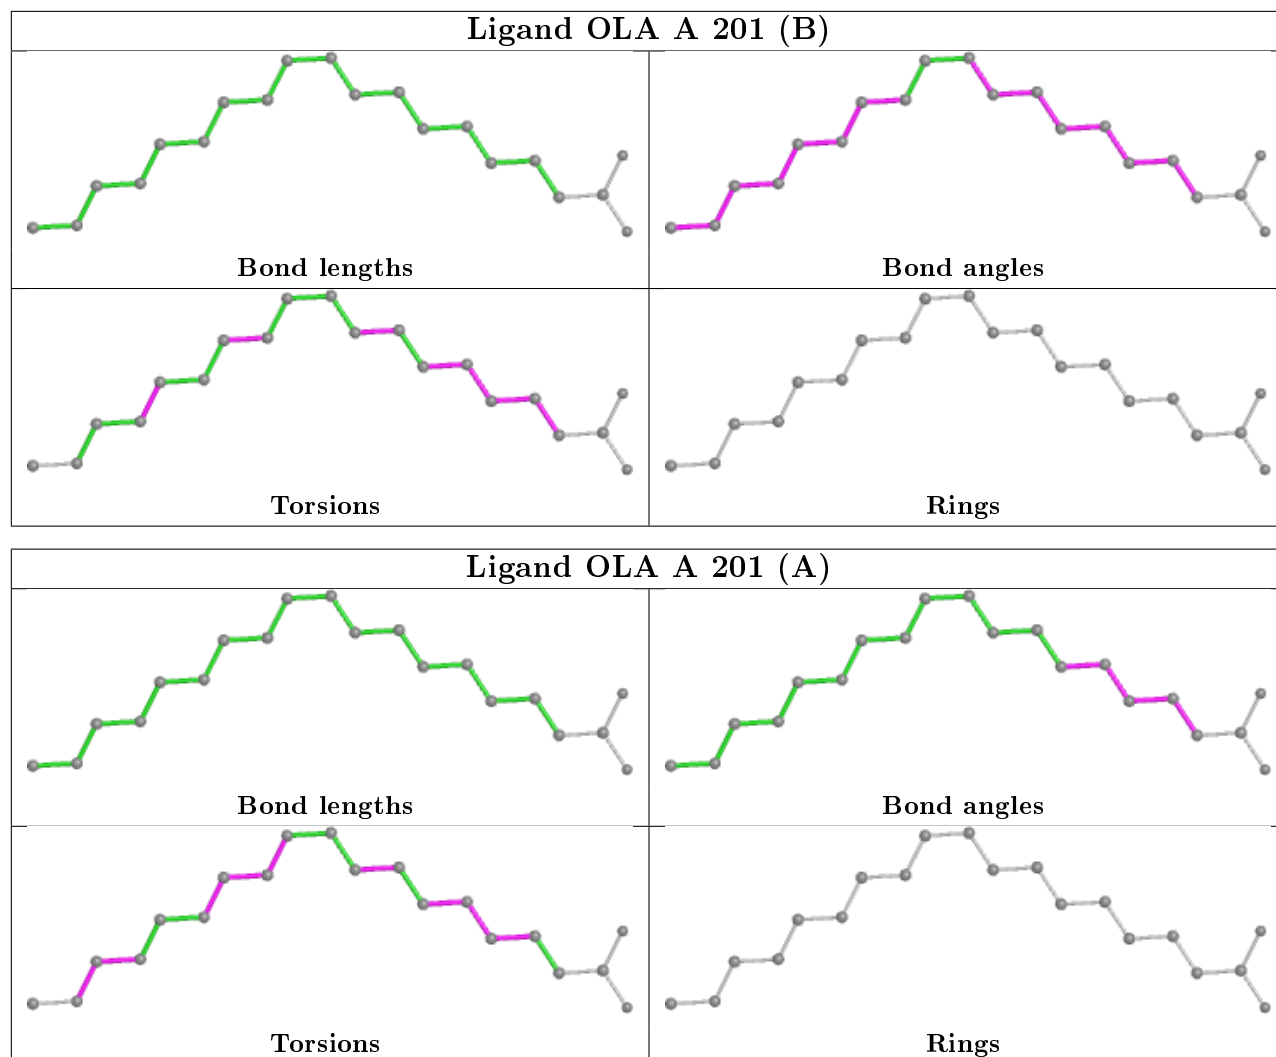 Ligand OLA A 201 (B)
Bond lengths
Bond angles
Torsions
Rings
Ligand OLA A 201 (A)
Bond lengths
Bond angles
Torsions
Rings